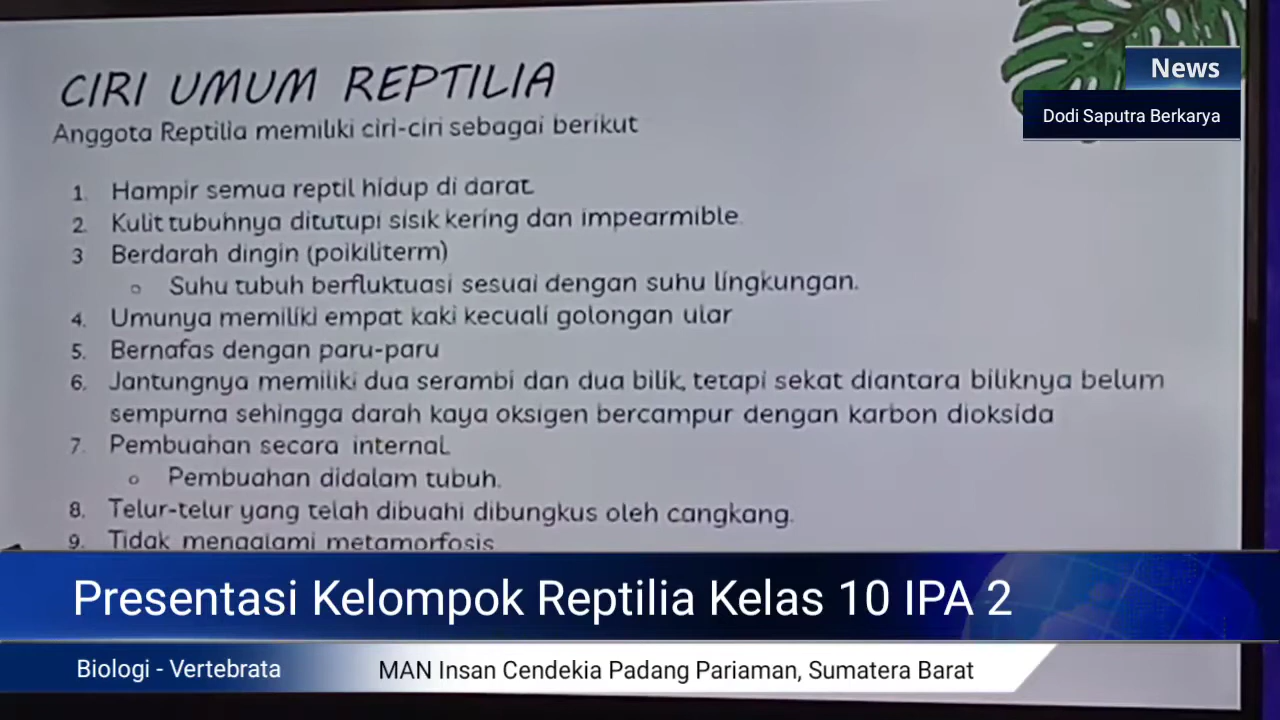 CIRI UMUM REPTILIA
Anggota Reptilia memiliki ciri-ciri sebagai berikut
1. Hampir semua reptil hidup di darat.
2. Kulit tubuhnya ditutupi sisik kering dan impearmible.
3 Berdarah dingin (poikiliterm)
Suhu tubuh berfluktuasi sesuai dengan suhu lingkungan.
4. Umunya memiliki empat kaki kecuali golongan ular
5. Bernafas dengan paru-paru
6. Jantungnya memiliki dua serambi dan dua bilik, tetapi sekat diantara biliknya belum
sempurna sehingga darah kaya oksigen bercampur dengan karbon dioksida
7. Pembuahan secara internal.
Pembuahan didalam tubuh.
8. Telur-telur yang telah dibuahi dibungkus oleh cangkang.
9. Tidak mengalami metamorfosis
News
Dodi Saputra Berkarya
Presentasi Kelompok Reptilia Kelas 10 IPA 2
Biologi - Vertebrata
MAN Insan Cendekia Padang Pariaman, Sumatera Barat